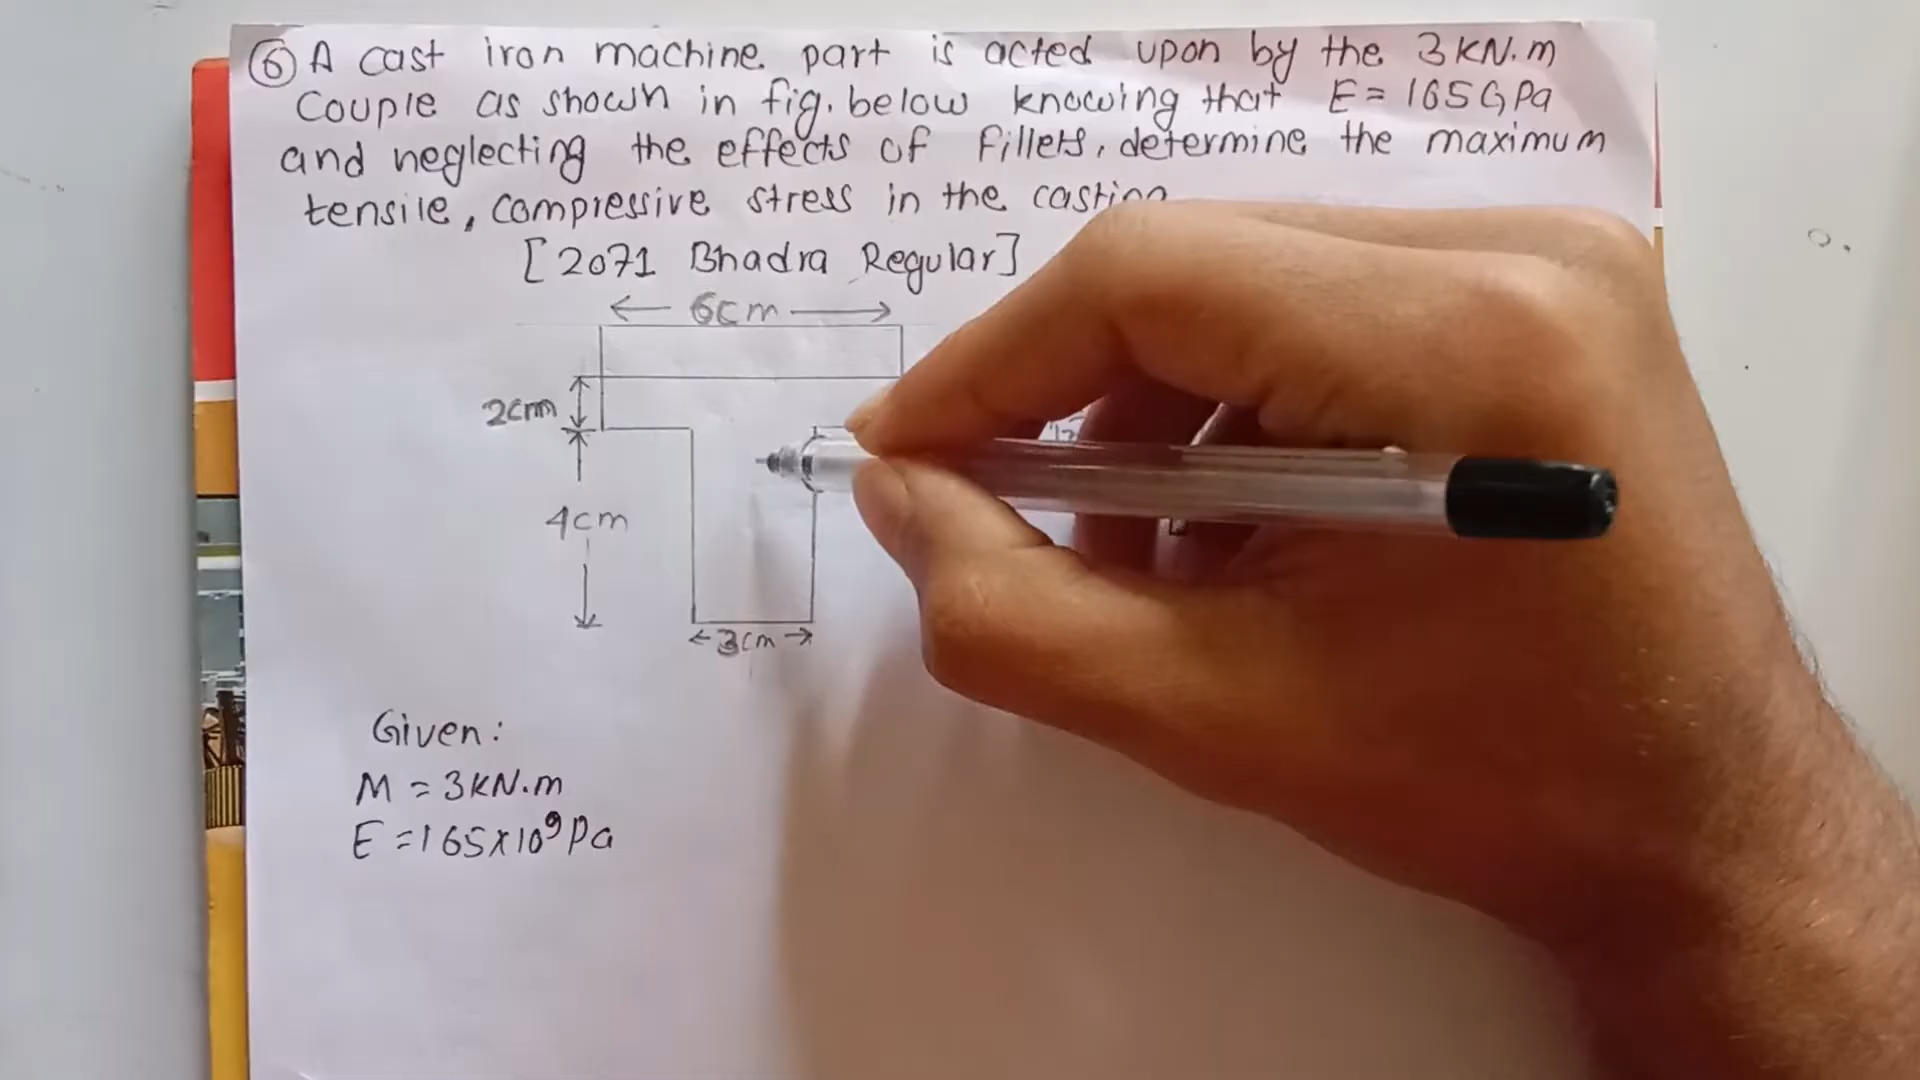 ⑥ A cast iron machine part is acted upon by the 3KN.m
Couple as shown in fig. below knowing that E = 165GPa
and neglecting the effects of fillets, determine the maximum
tensile, compressive stress in the casting
[2071 Bhadra Regular]
6cm
2cm
4cm
3cm
Given:
M = 3KN.m
E = 165x10⁹ Pa